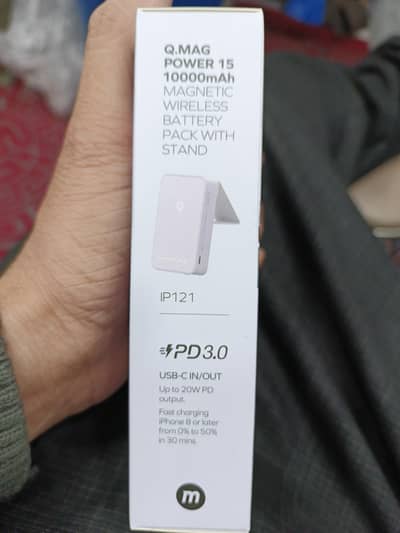 Q.MAG
POWER 15
10000mAh
MAGNETIC
WIRELESS
BATTERY
PACK WITH
STAND
IP121
PD3.0
USB-C IN/OUT
Up to 20W PD
output.
Fast charging
iPhone 8 or later
from 0% to 50%
in 30 mins.
m